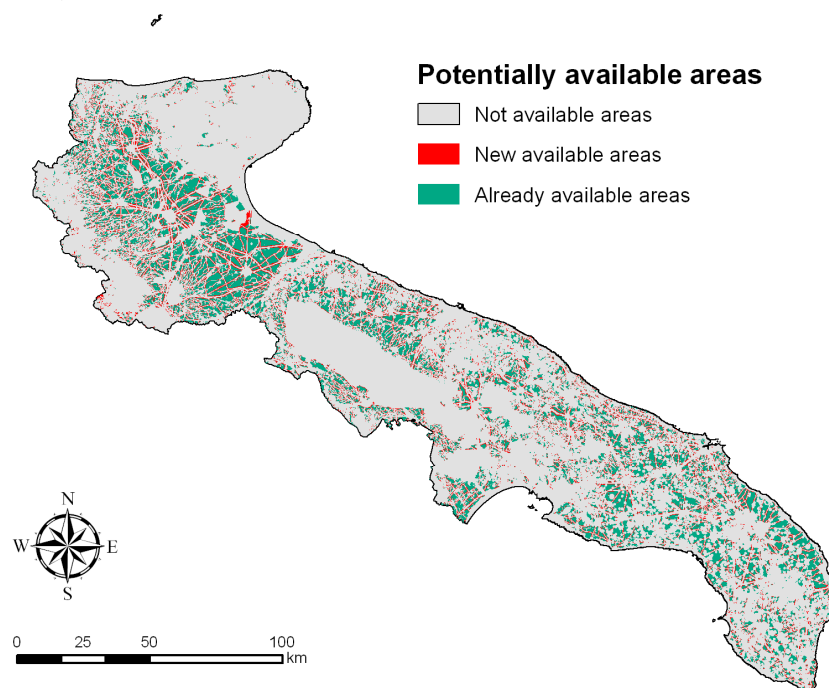 Potentially available areas
Not available areas
New available areas
Already available areas
N
W E
S
0 25 50 100
km